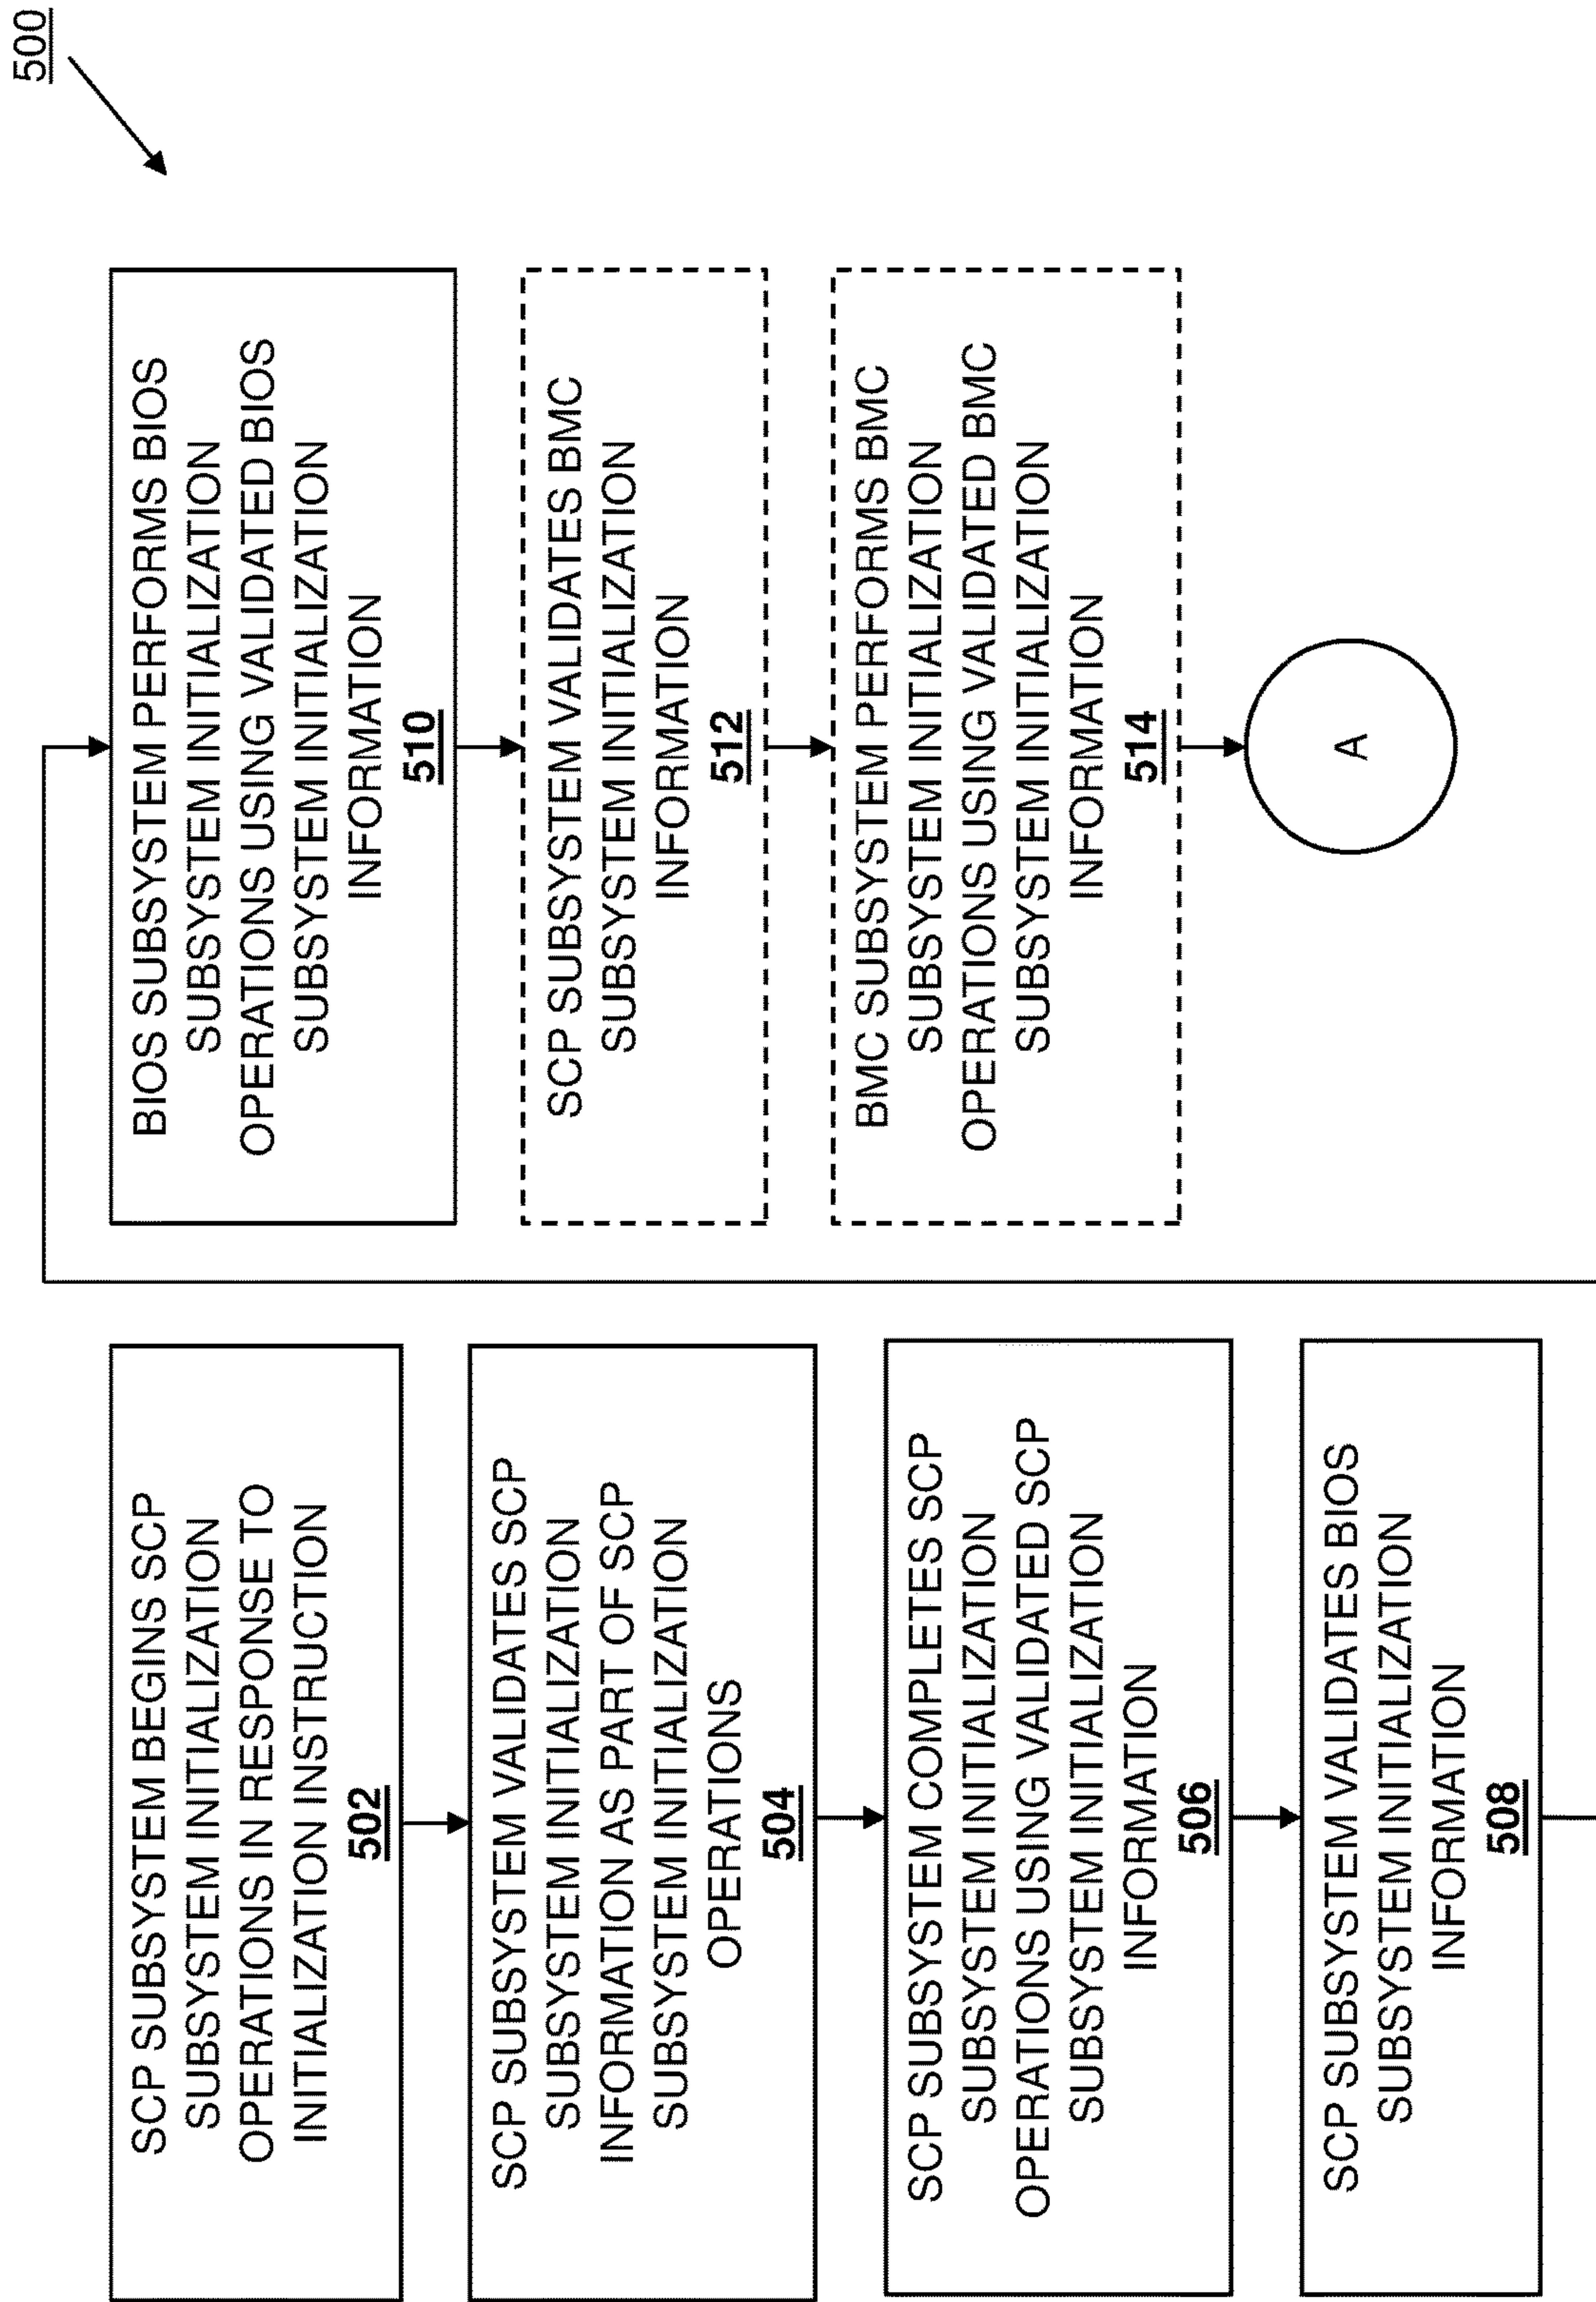 500
SCP SUBSYSTEM BEGINS SCP
SUBSYSTEM INITIALIZATION
OPERATIONS IN RESPONSE TO
INITIALIZATION INSTRUCTION
502
SCP SUBSYSTEM VALIDATES SCP
SUBSYSTEM INITIALIZATION
INFORMATION AS PART OF SCP
SUBSYSTEM INITIALIZATION
OPERATIONS
504
SCP SUBSYSTEM COMPLETES SCP
SUBSYSTEM INITIALIZATION
OPERATIONS USING VALIDATED SCP
SUBSYSTEM INITIALIZATION
INFORMATION
506
SCP SUBSYSTEM VALIDATES BIOS
SUBSYSTEM INITIALIZATION
INFORMATION
508
BIOS SUBSYSTEM PERFORMS BIOS
SUBSYSTEM INITIALIZATION
OPERATIONS USING VALIDATED BIOS
SUBSYSTEM INITIALIZATION
INFORMATION
510
SCP SUBSYSTEM VALIDATES BMC
SUBSYSTEM INITIALIZATION
INFORMATION
512
BMC SUBSYSTEM PERFORMS BMC
SUBSYSTEM INITIALIZATION
OPERATIONS USING VALIDATED BMC
SUBSYSTEM INITIALIZATION
INFORMATION
514
A